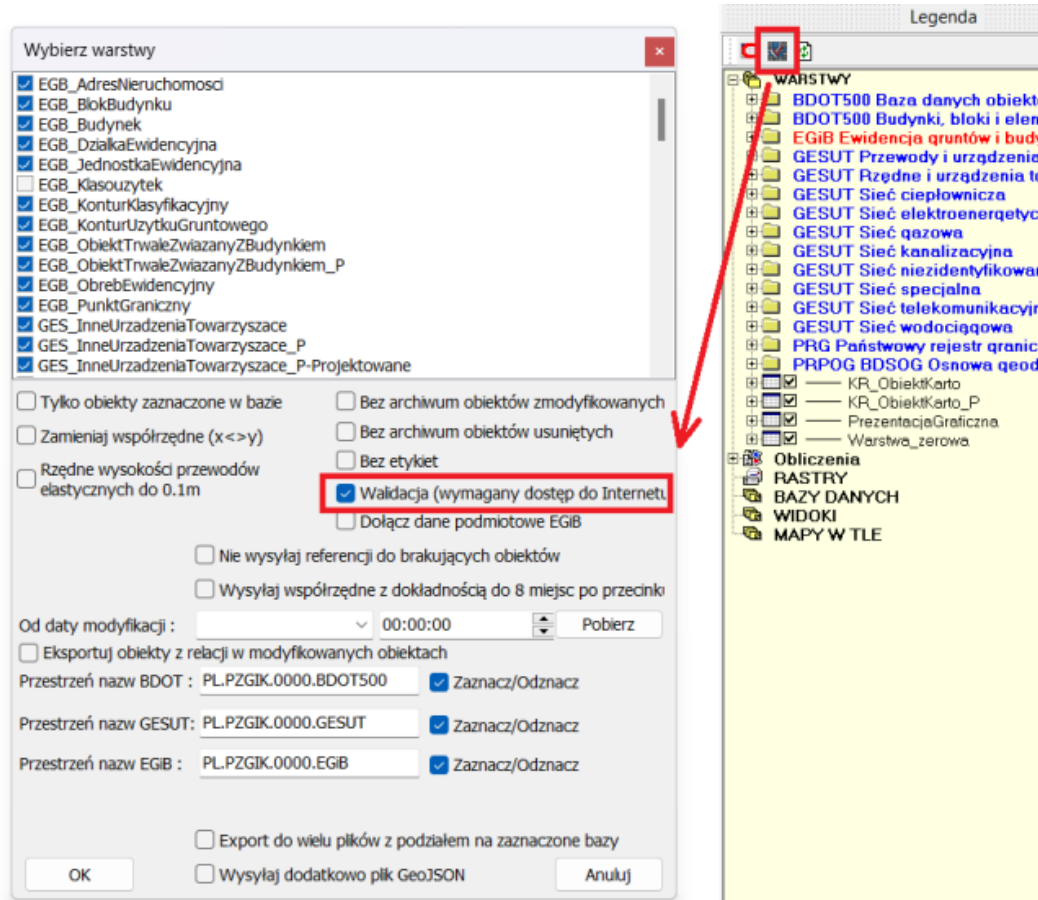 Wybierz warstwy
EGB_AdresNieruchomosci
EGB_BlokBudynku
EGB_Budynek
EGB_DzialkaEwidencyjna
EGB_JednostkaEwidencyjna
EGB_Klasouzytek
EGB_KonturKlasyfikacyjny
EGB_KonturUzytkuGruntowego
EGB_ObiektTrwaleZwiazanyZBudynkiem
EGB_ObiektTrwaleZwiazanyZBudynkiem_P
EGB_ObrebEwidencyjny
EGB_PunktGraniczny
GES_InneUrzadzeniaTowarzyszace
GES_InneUrzadzeniaTowarzyszace_P
GES_InneUrzadzeniaTowarzyszace_P-Projektowane
Tylko obiekty zaznaczone w bazie
Zamieniaj współrzędne (x<>y)
Rzędne wysokości przewodów
elastycznych do 0.1m
Bez archiwum obiektów zmodyfikowanych
Bez archiwum obiektów usuniętych
Bez etykiet
Walidacja (wymagany dostęp do Internetu
Dołącz dane podmiotowe EGiB
Nie wysyłaj referencji do brakujących obiektów
Wysyłaj współrzędne z dokładnością do 8 miejsc po przecinku
Od daty modyfikacji :
00:00:00
Pobierz
Eksportuj obiekty z relacji w modyfikowanych obiektach
Przestrzeń nazw BDOT : PL.PZGIK.0000.BDOT500 Zaznacz/Odznacz
Przestrzeń nazw GESUT: PL.PZGIK.0000.GESUT Zaznacz/Odznacz
Przestrzeń nazw EGiB : PL.PZGIK.0000.EGiB Zaznacz/Odznacz
Export do wielu plików z podziałem na zaznaczone bazy
Wysyłaj dodatkowo plik GeoJSON
OK
Anuluj
Legenda
WARSTWY
BDOT500 Baza danych obiekt
BDOT500 Budynki, bloki i elen
EGiB Ewidencja gruntów i budy
GESUT Przewody i urządzenia
GESUT Rzędne i urządzenia to
GESUT Sieć ciepłownicza
GESUT Sieć elektroenergetyc
GESUT Sieć gazowa
GESUT Sieć kanalizacyjna
GESUT Sieć niezidentyfikowar
GESUT Sieć specjalna
GESUT Sieć telekomunikacyjr
GESUT Sieć wodociągowa
PRG Państwowy rejestr granic
PRPOG BDSOG Osnowa geod
KR_ObiektKarto
KR_ObiektKarto_P
PrezentacjaGraficzna
Warstwa_zerowa
Obliczenia
RASTRY
BAZY DANYCH
WIDOKI
MAPY W TLE